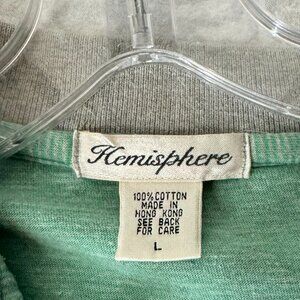 Hemisphere
100% COTTON
MADE IN
HONG KONG
SEE BACK
FOR CARE
L